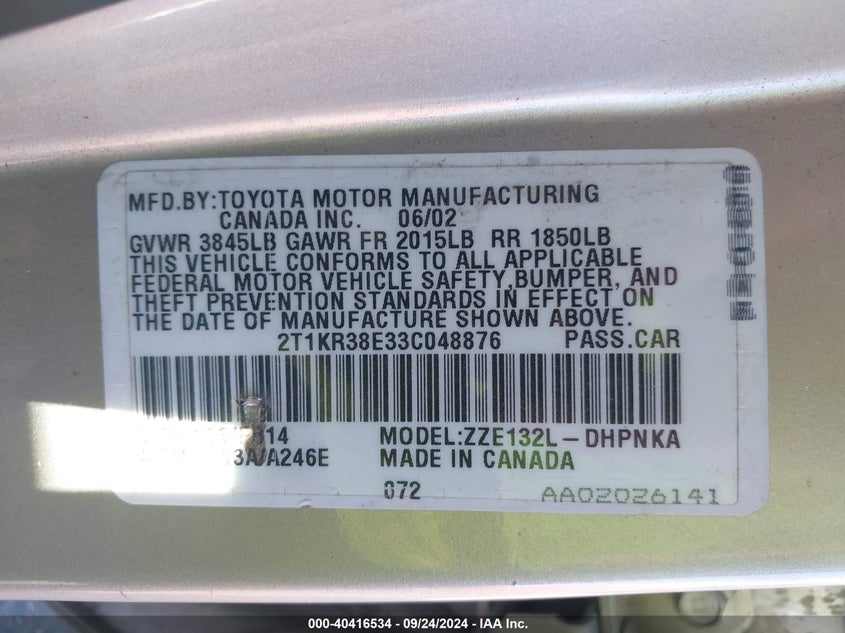 MFD.BY:TOYOTA MOTOR MANUFACTURING
CANADA INC. 06/02
GVWR 3845LB GAWR FR 2015LB RR 1850LB
THIS VEHICLE CONFORMS TO ALL APPLICABLE
FEDERAL MOTOR VEHICLE SAFETY,BUMPER, AND
THEFT PREVENTION STANDARDS IN EFFECT ON
THE DATE OF MANUFACTURE SHOWN ABOVE.
2T1KR38E33C048876 PASS.CAR
MODEL:ZZE132L-DHPNKA
3A/A246E MADE IN CANADA
072 AA02026141
000-40416534 - 09/24/2024 - IAA Inc.